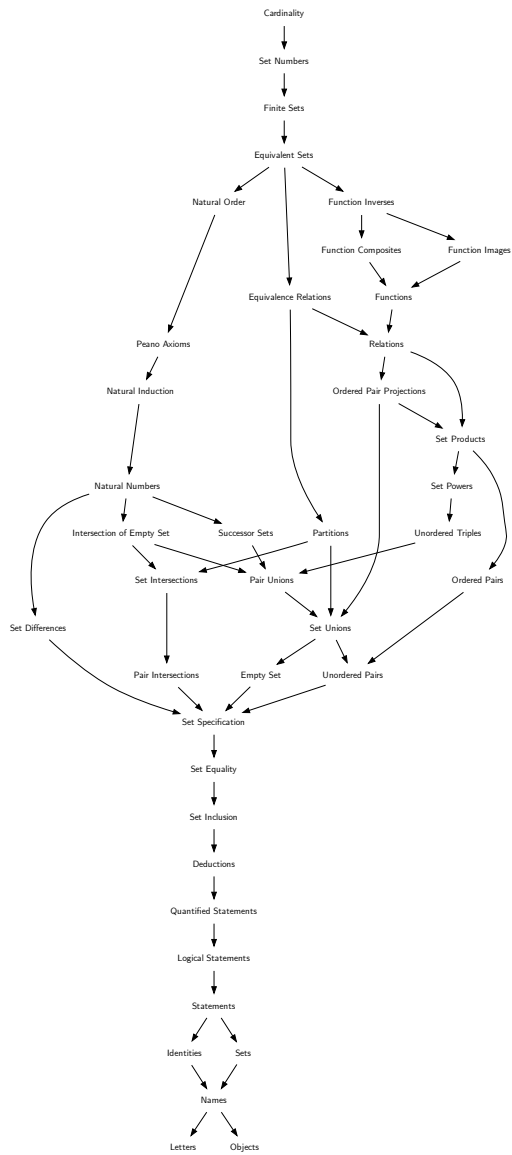 Cardinality
Set Numbers
Finite Sets
Equivalent Sets
Natural Order
Function Inverses
Function Composites
Function Images
Equivalence Relations
Functions
Peano Axioms
Relations
Natural Induction
Ordered Pair Projections
Set Products
Natural Numbers
Set Powers
Intersection of Empty Set
Successor Sets
Partitions
Unordered Triples
Set Intersections
Pair Unions
Ordered Pairs
Set Differences
Set Unions
Pair Intersections
Empty Set
Unordered Pairs
Set Specification
Set Equality
Set Inclusion
Deductions
Quantified Statements
Logical Statements
Statements
Identities
Sets
Names
Letters
Objects